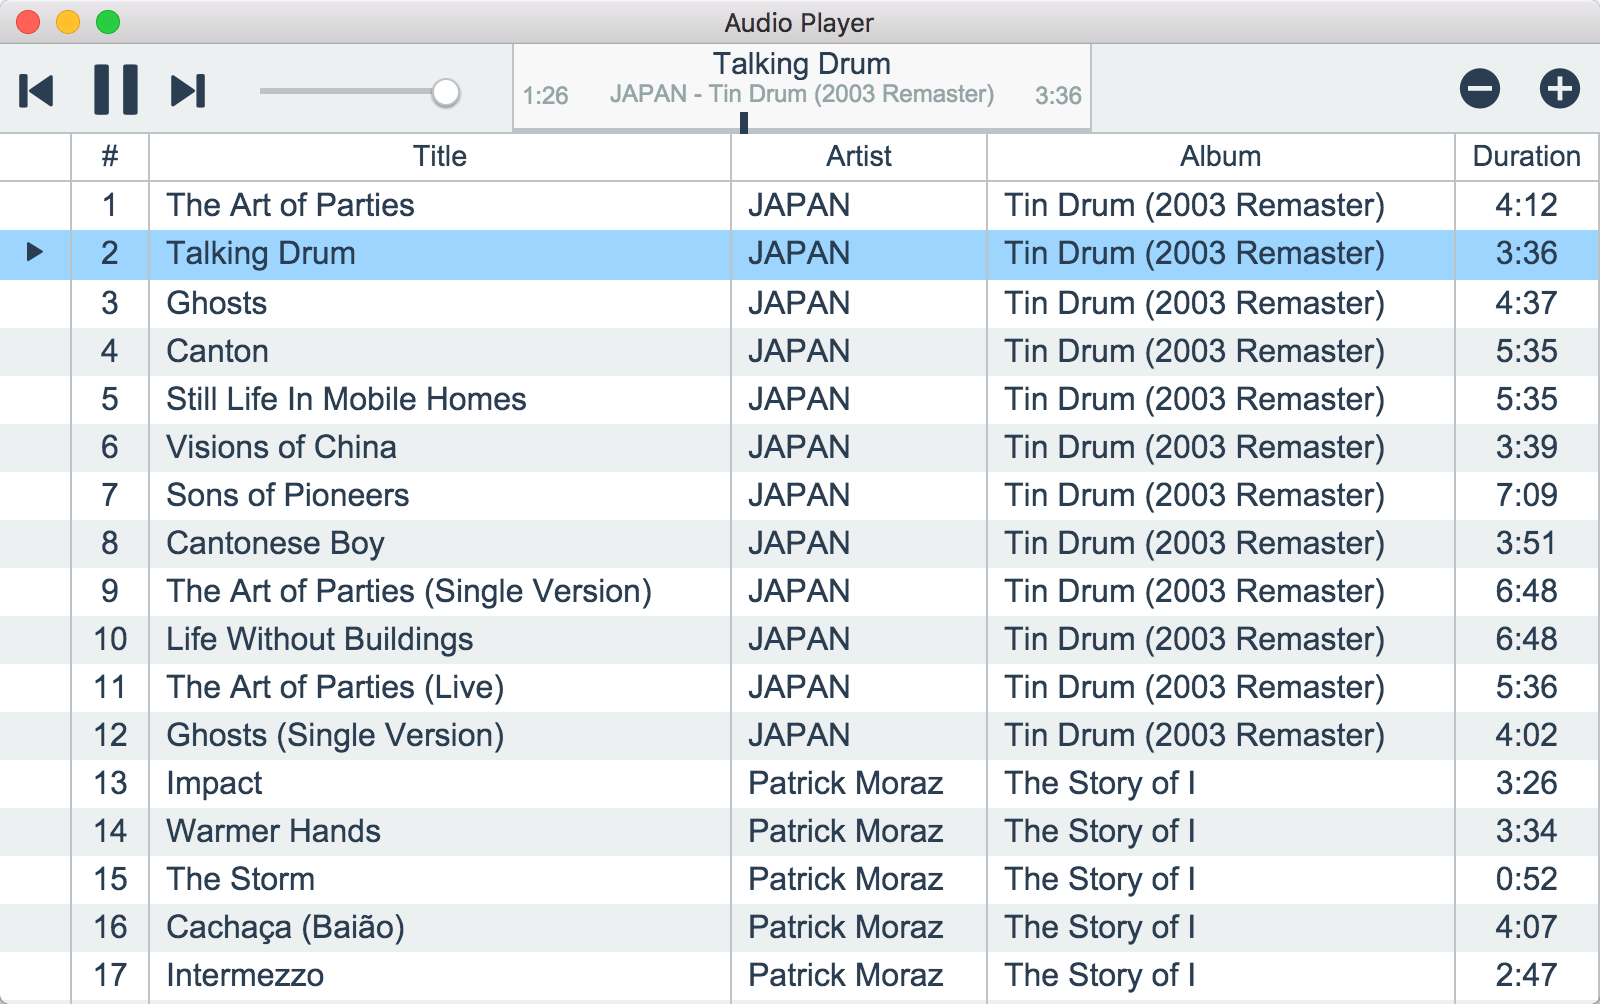 Audio Player
Talking Drum
1:26 JAPAN - Tin Drum (2003 Remaster) 3:36
# Title Artist Album Duration
1 The Art of Parties JAPAN Tin Drum (2003 Remaster) 4:12
2 Talking Drum JAPAN Tin Drum (2003 Remaster) 3:36
3 Ghosts JAPAN Tin Drum (2003 Remaster) 4:37
4 Canton JAPAN Tin Drum (2003 Remaster) 5:35
5 Still Life In Mobile Homes JAPAN Tin Drum (2003 Remaster) 5:35
6 Visions of China JAPAN Tin Drum (2003 Remaster) 3:39
7 Sons of Pioneers JAPAN Tin Drum (2003 Remaster) 7:09
8 Cantonese Boy JAPAN Tin Drum (2003 Remaster) 3:51
9 The Art of Parties (Single Version) JAPAN Tin Drum (2003 Remaster) 6:48
10 Life Without Buildings JAPAN Tin Drum (2003 Remaster) 6:48
11 The Art of Parties (Live) JAPAN Tin Drum (2003 Remaster) 5:36
12 Ghosts (Single Version) JAPAN Tin Drum (2003 Remaster) 4:02
13 Impact Patrick Moraz The Story of I 3:26
14 Warmer Hands Patrick Moraz The Story of I 3:34
15 The Storm Patrick Moraz The Story of I 0:52
16 Cachaça (Baião) Patrick Moraz The Story of I 4:07
17 Intermezzo Patrick Moraz The Story of I 2:47